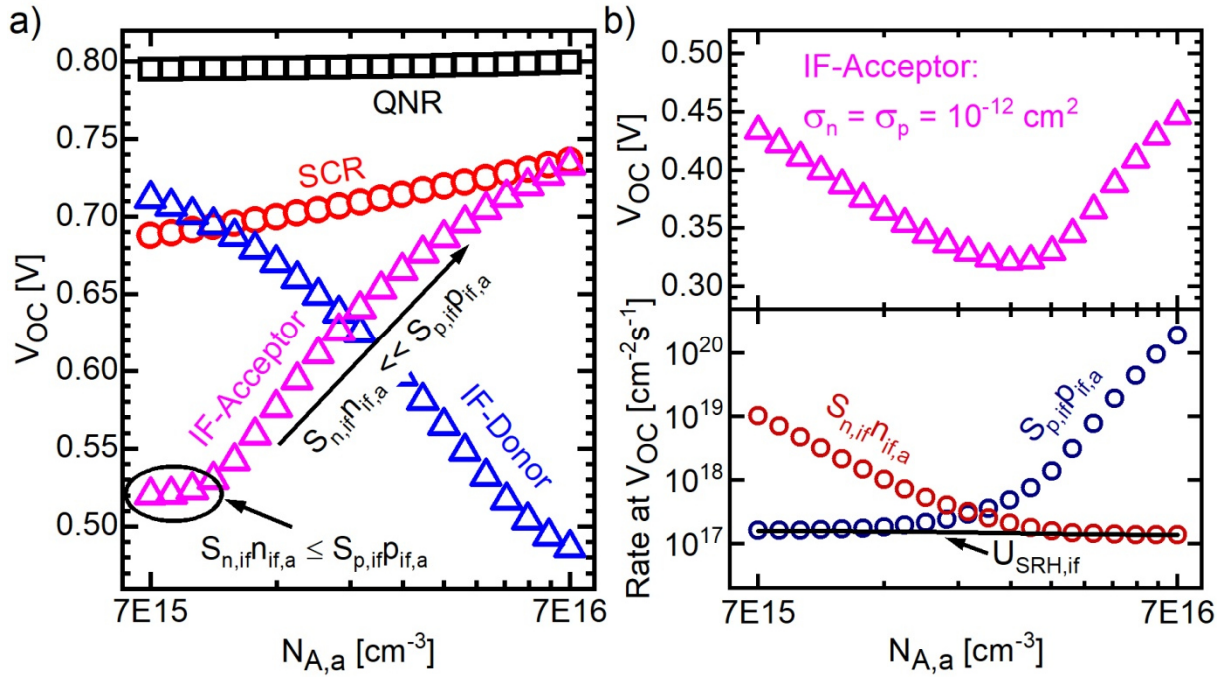 a)
0.80
0.75
0.70
0.65
0.60
0.55
0.50
V_OC [V]
QNR
SCR
IF-Acceptor
S_n,if n_if,a << S_p,if p_if,a
IF-Donor
S_n,if n_if,a ≤ S_p,if p_if,a
7E15
7E16
N_A,a [cm^-3]
b)
0.50
0.45
0.40
0.35
0.30
V_OC [V]
IF-Acceptor:
σ_n = σ_p = 10^-12 cm^2
10^20
10^19
10^18
10^17
Rate at V_OC [cm^-2s^-1]
S_n,if n_if,a
S_p,if p_if,a
U_SRH,if
7E15
7E16
N_A,a [cm^-3]